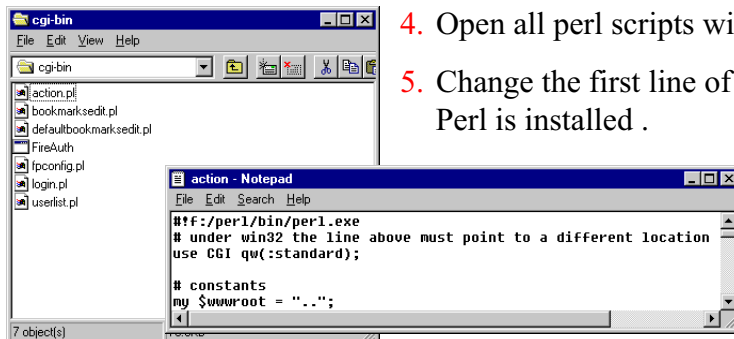 cgi-bin
File Edit View Help
cgi-bin
action.pl
bookmarksedit.pl
defaultbookmarksedit.pl
FireAuth
fpconfig.pl
login.pl
userlist.pl
7 object(s)
4. Open all perl scripts wi
5. Change the first line of
Perl is installed .
action - Notepad
File Edit Search Help
#!f:/perl/bin/perl.exe
# under win32 the line above must point to a different location
use CGI qw(:standard);
# constants
my $wwwroot = "..";